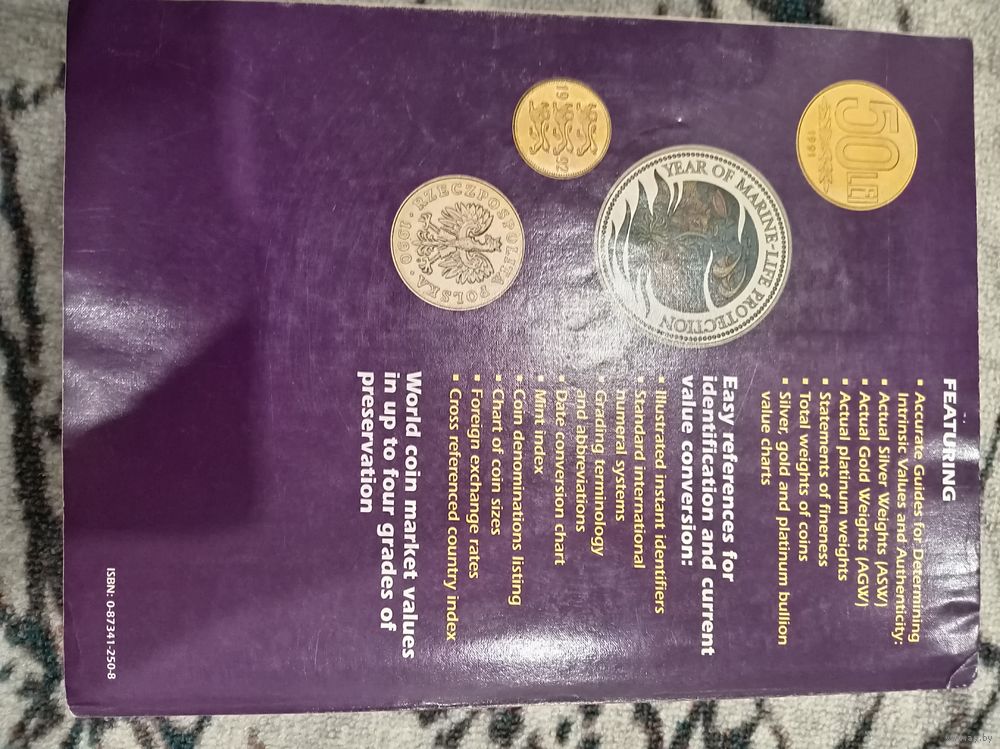 FEATURING
▪ Accurate Guides for Determining
Intrinsic Values and Authenticity:
▪ Actual Silver Weights (ASW)
▪ Actual Gold Weights (AGW)
▪ Actual platinum weights
▪ Statements of fineness
▪ Total weights of coins
▪ Silver, gold and platinum bullion
value charts
Easy references for
identification and current
value conversion:
▪ Illustrated instant identifiers
▪ Standard international
numeral systems
▪ Grading terminology
and abbreviations
▪ Date conversion chart
▪ Mint index
▪ Coin denominations listing
▪ Chart of coin sizes
▪ Foreign exchange rates
▪ Cross referenced country index
World coin market values
in up to four grades of
preservation
50 LEI
1991
YEAR OF MARINE-LIFE PROTECTION
19 92
RZECZPOSPOLITA POLSKA · 1990 ·
ISBN: 0-87341-250-8